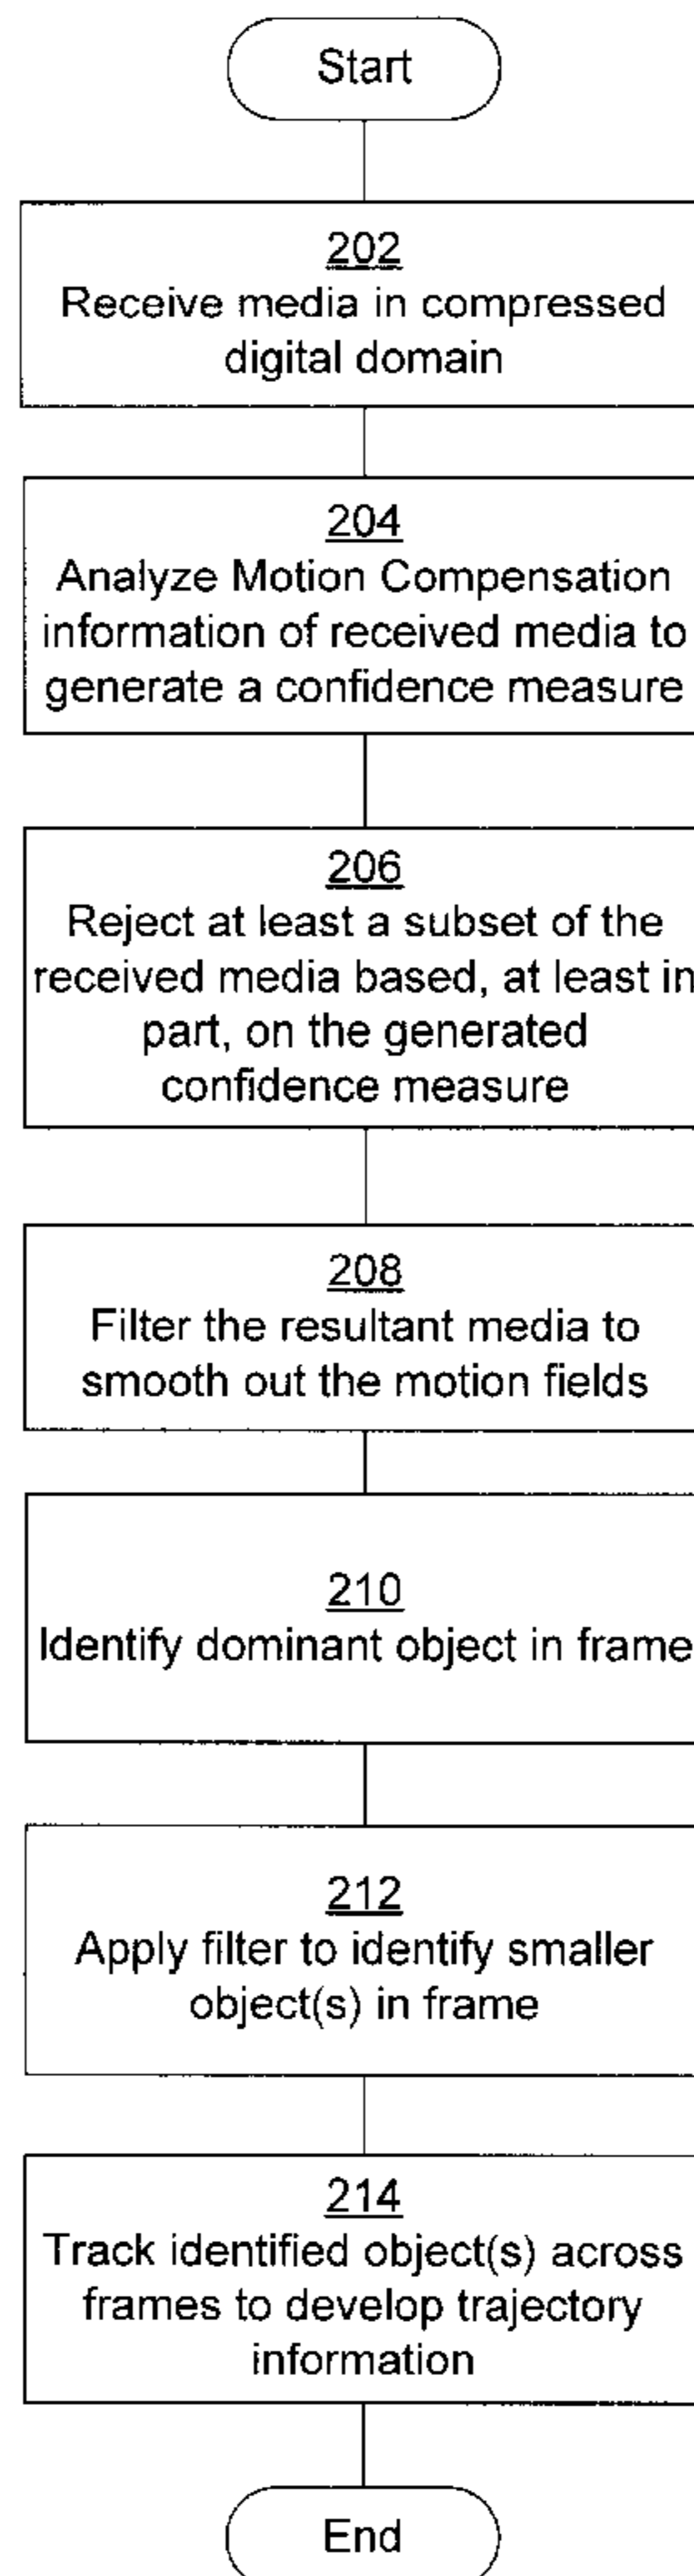 Start
202
Receive media in compressed
digital domain
204
Analyze Motion Compensation
information of received media to
generate a confidence measure
206
Reject at least a subset of the
received media based, at least in
part, on the generated
confidence measure
208
Filter the resultant media to
smooth out the motion fields
210
Identify dominant object in frame
212
Apply filter to identify smaller
object(s) in frame
214
Track identified object(s) across
frames to develop trajectory
information
End